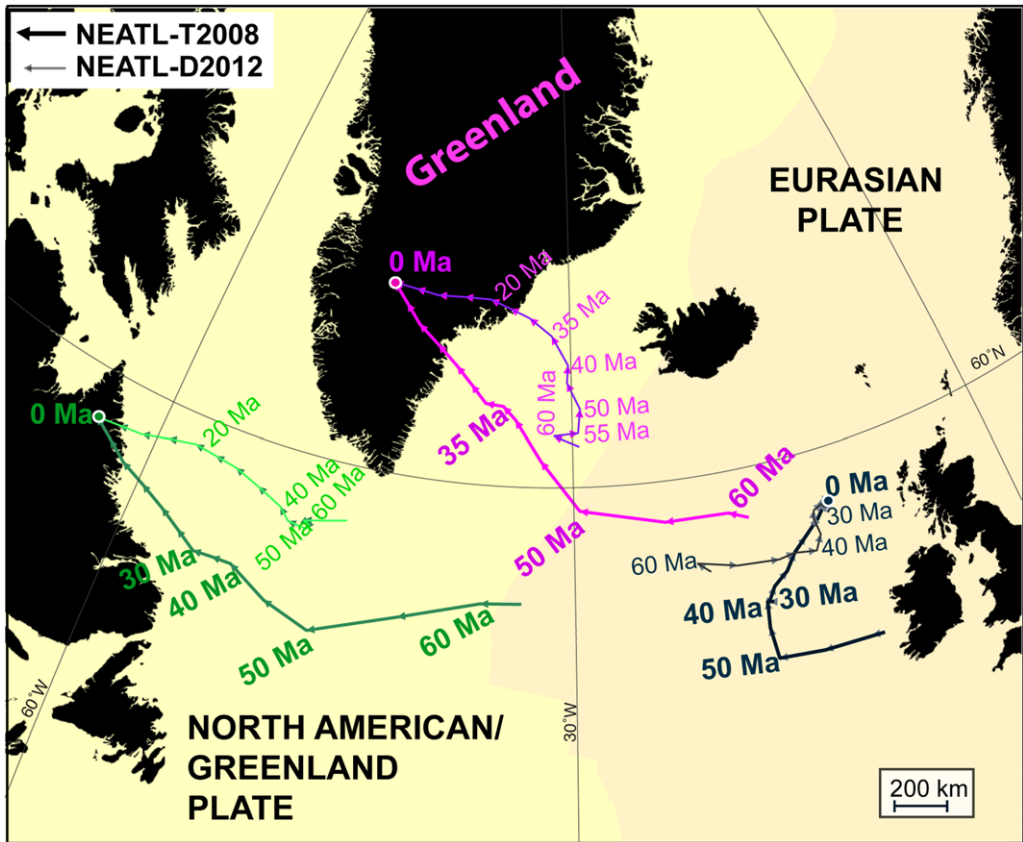 NEATL-T2008
NEATL-D2012
Greenland
EURASIAN
PLATE
0 Ma
20 Ma
35 Ma
40 Ma
60 Ma
50 Ma
55 Ma
35 Ma
50 Ma
60 Ma
60°N
0 Ma
20 Ma
40 Ma
60 Ma
50 Ma
30 Ma
40 Ma
50 Ma
60 Ma
0 Ma
30 Ma
40 Ma
60 Ma
40 Ma
30 Ma
50 Ma
60°W
30°W
NORTH AMERICAN/
GREENLAND
PLATE
200 km